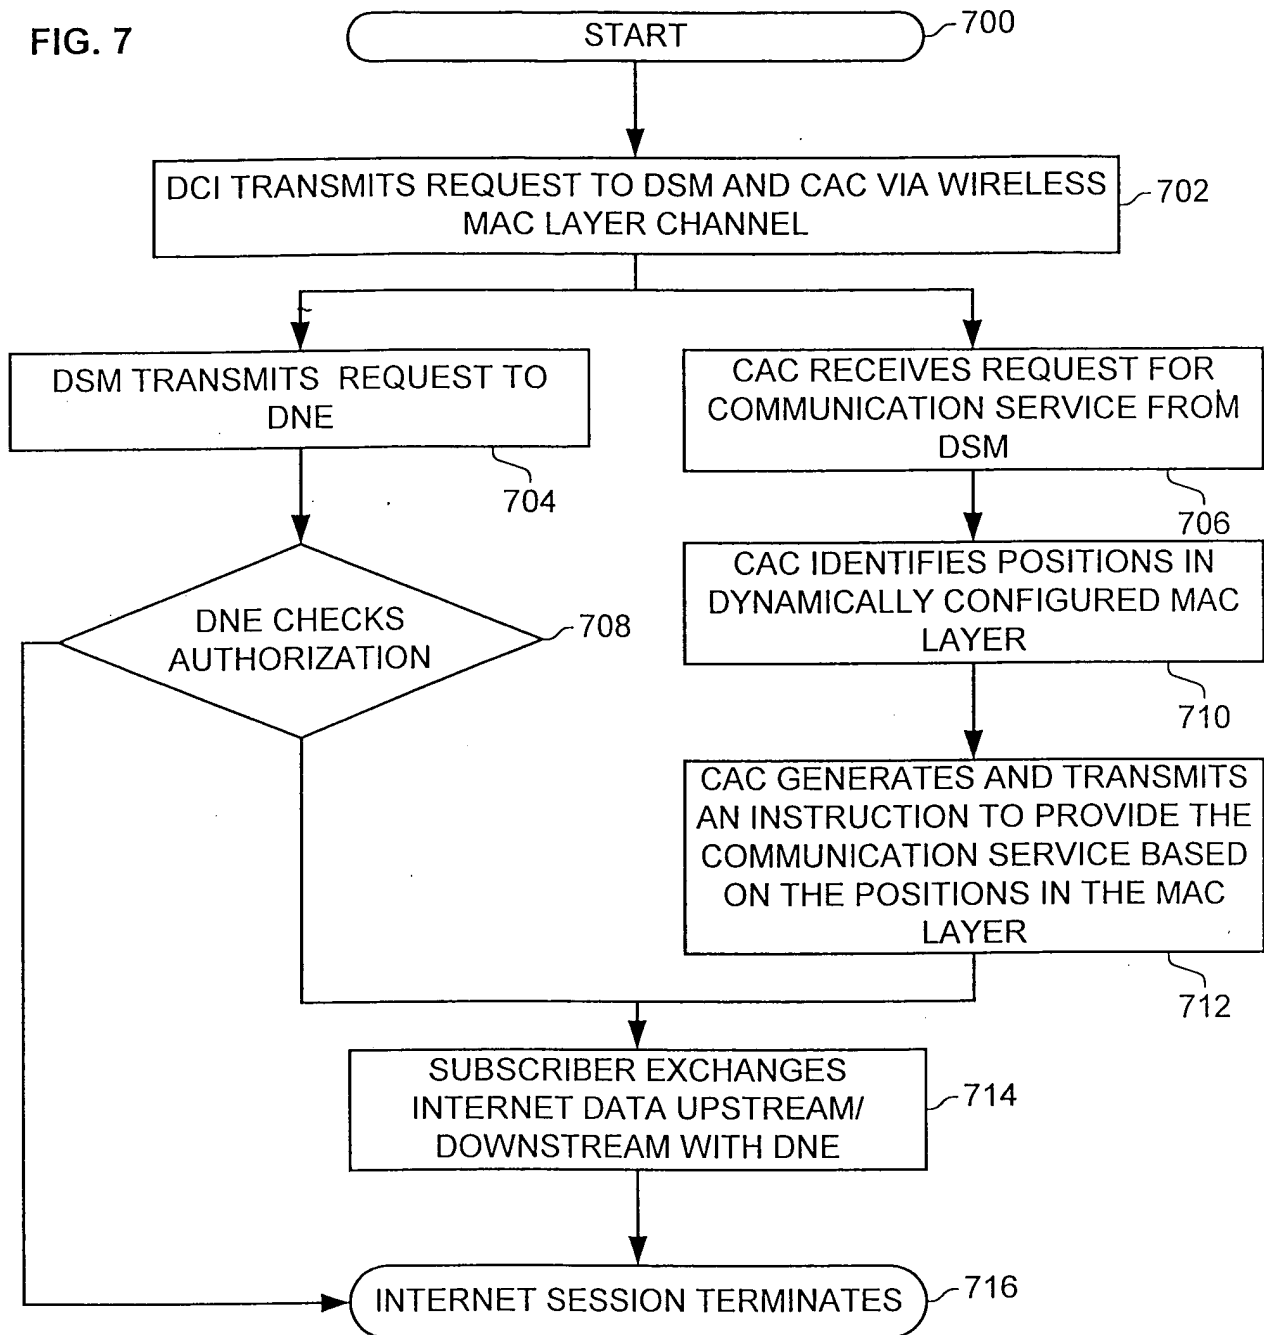 FIG. 7
START
700
DCI TRANSMITS REQUEST TO DSM AND CAC VIA WIRELESS
MAC LAYER CHANNEL
702
DSM TRANSMITS REQUEST TO
DNE
704
CAC RECEIVES REQUEST FOR
COMMUNICATION SERVICE FROM
DSM
706
DNE CHECKS
AUTHORIZATION
708
CAC IDENTIFIES POSITIONS IN
DYNAMICALLY CONFIGURED MAC
LAYER
710
CAC GENERATES AND TRANSMITS
AN INSTRUCTION TO PROVIDE THE
COMMUNICATION SERVICE BASED
ON THE POSITIONS IN THE MAC
LAYER
712
SUBSCRIBER EXCHANGES
INTERNET DATA UPSTREAM/
DOWNSTREAM WITH DNE
714
INTERNET SESSION TERMINATES
716